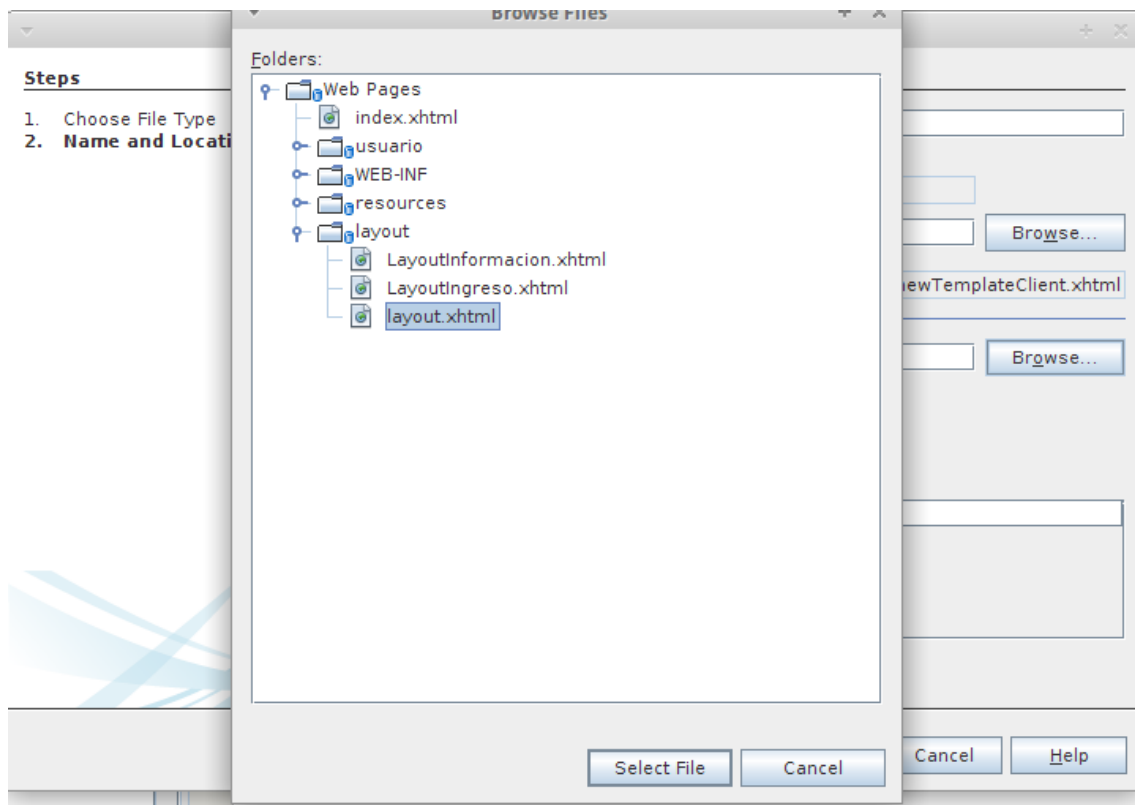 Browse Files
Steps
1. Choose File Type
2. Name and Locati
Folders:
Web Pages
index.xhtml
usuario
WEB-INF
resources
layout
LayoutInformacion.xhtml
LayoutIngreso.xhtml
layout.xhtml
Select File
Cancel
Browse...
newTemplateClient.xhtml
Browse...
Cancel
Help